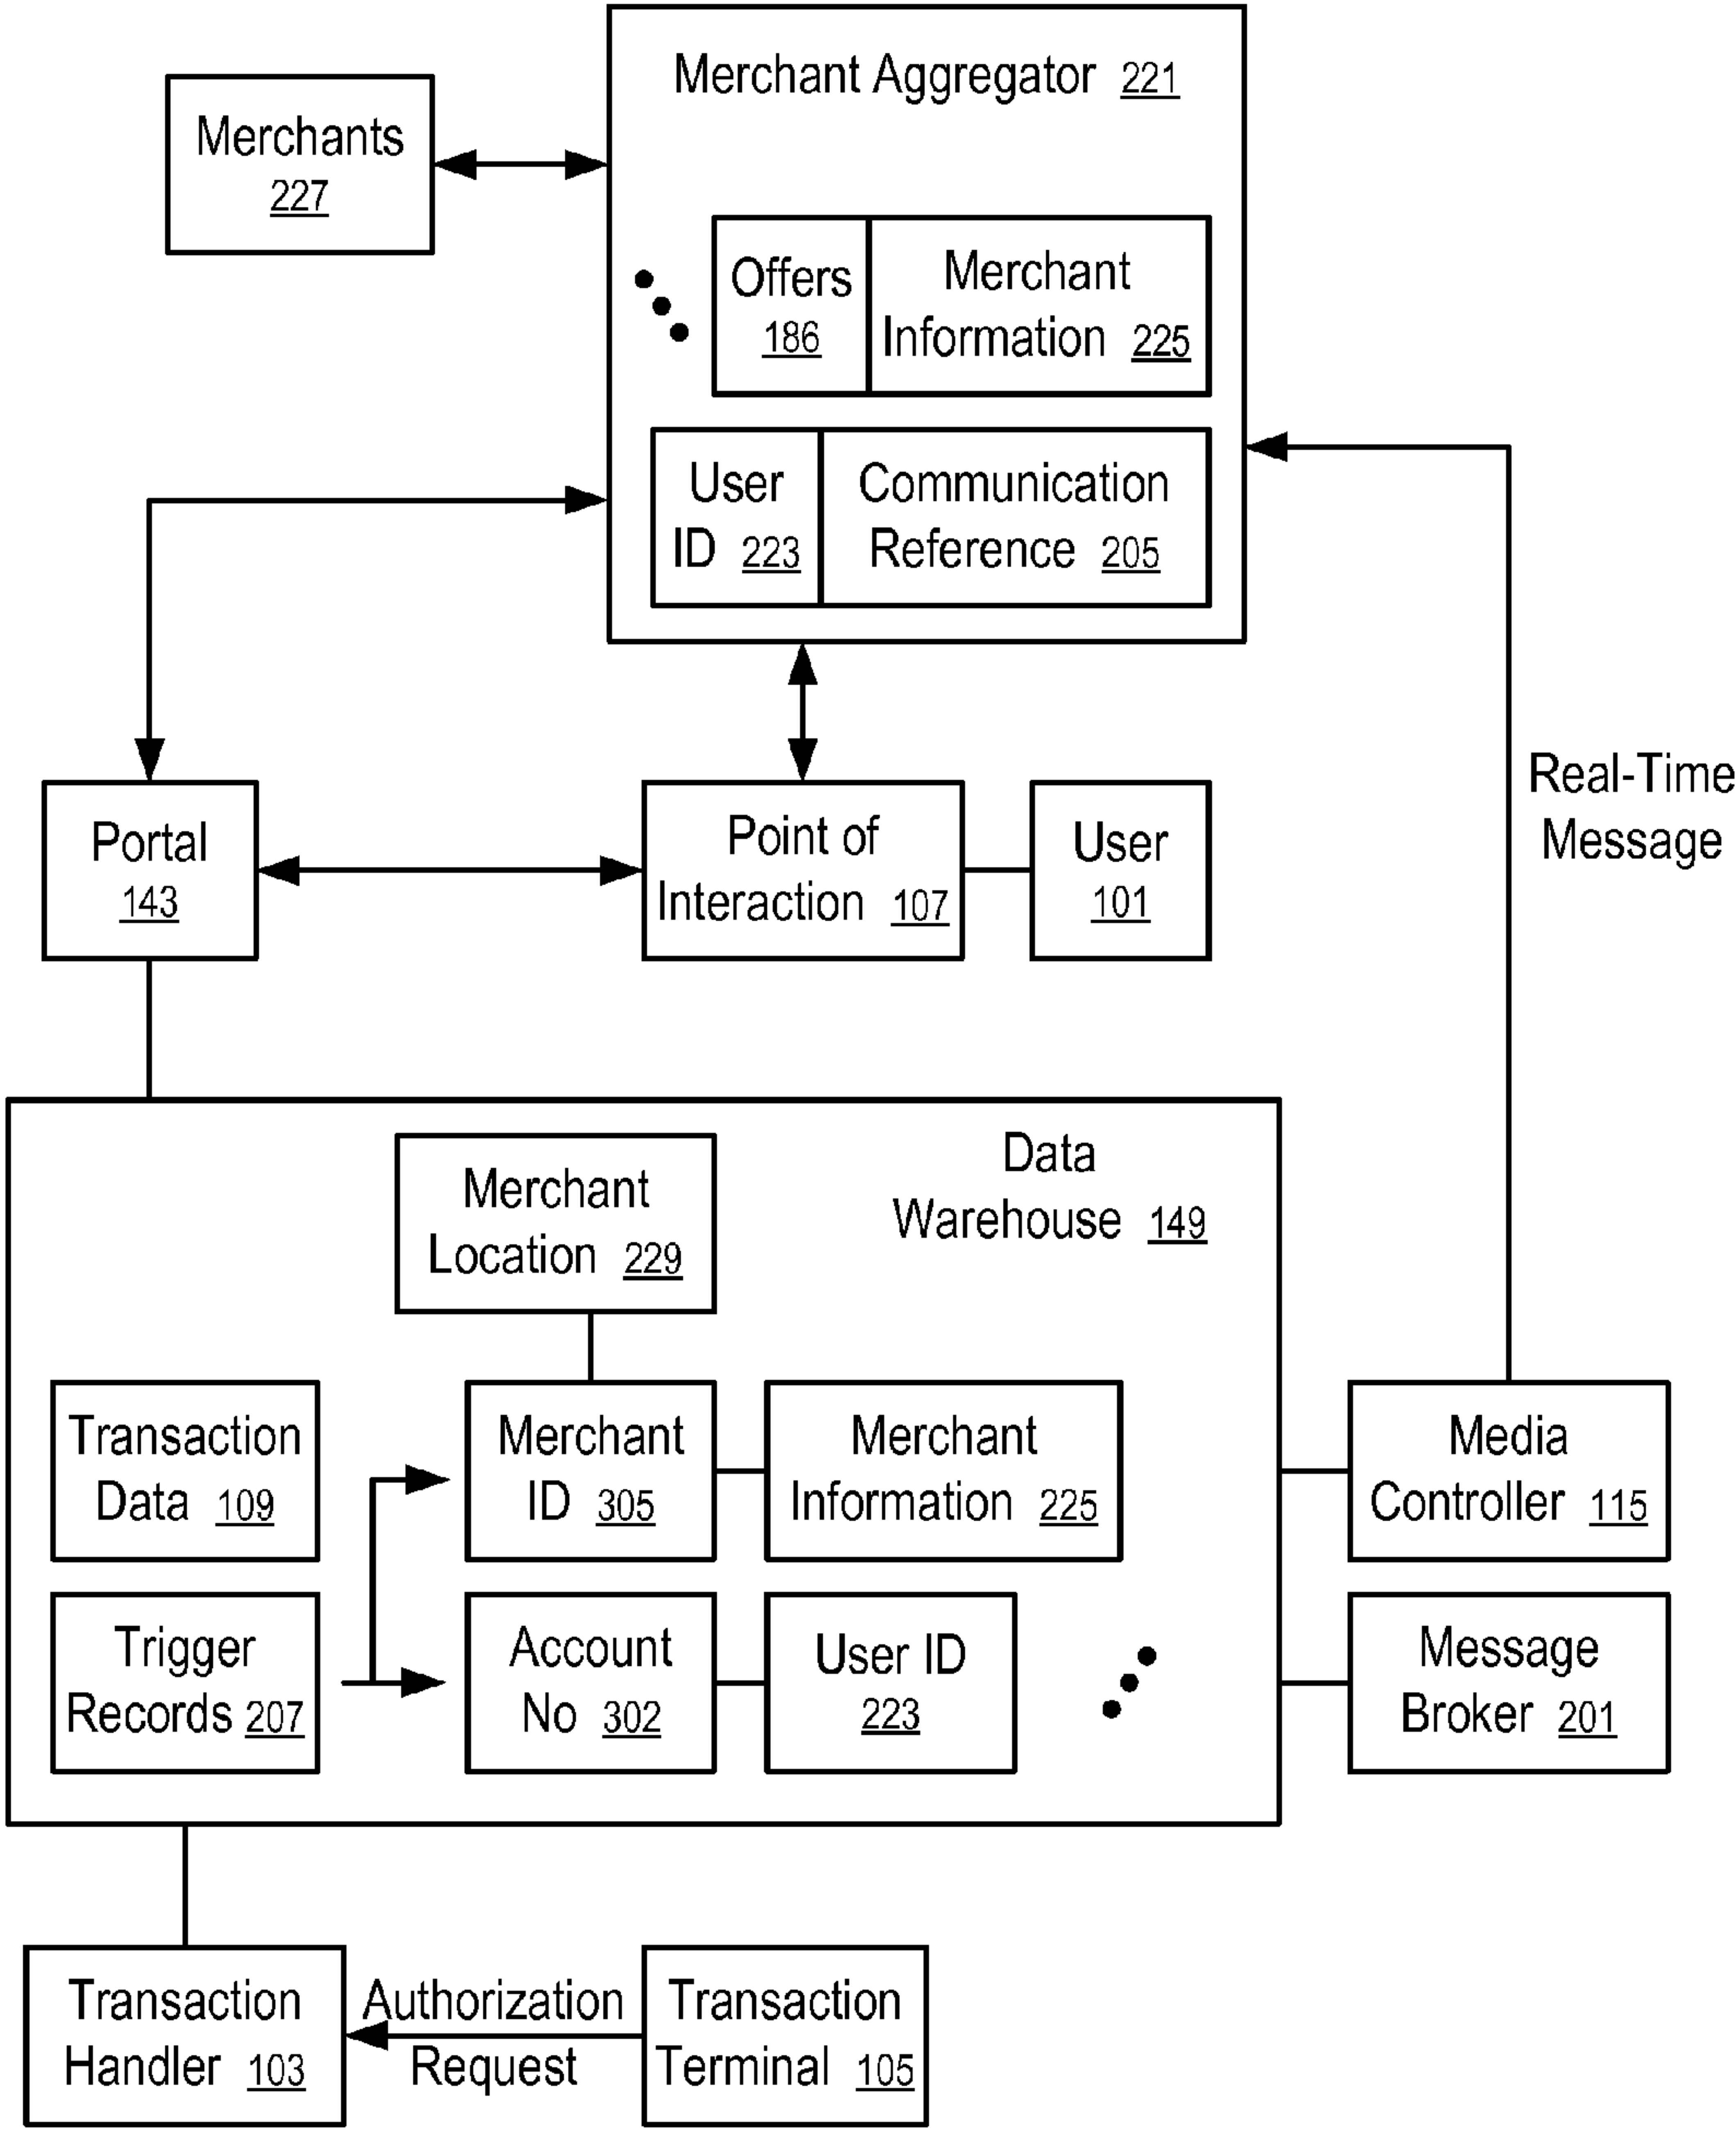 Merchant Aggregator 221
Merchants
227
Offers
186
Merchant
Information 225
User
ID 223
Communication
Reference 205
Real-Time
Message
Portal
143
Point of
Interaction 107
User
101
Data
Warehouse 149
Merchant
Location 229
Transaction
Data 109
Merchant
ID 305
Merchant
Information 225
Media
Controller 115
Trigger
Records 207
Account
No 302
User ID
223
Message
Broker 201
Transaction
Handler 103
Authorization
Request
Transaction
Terminal 105